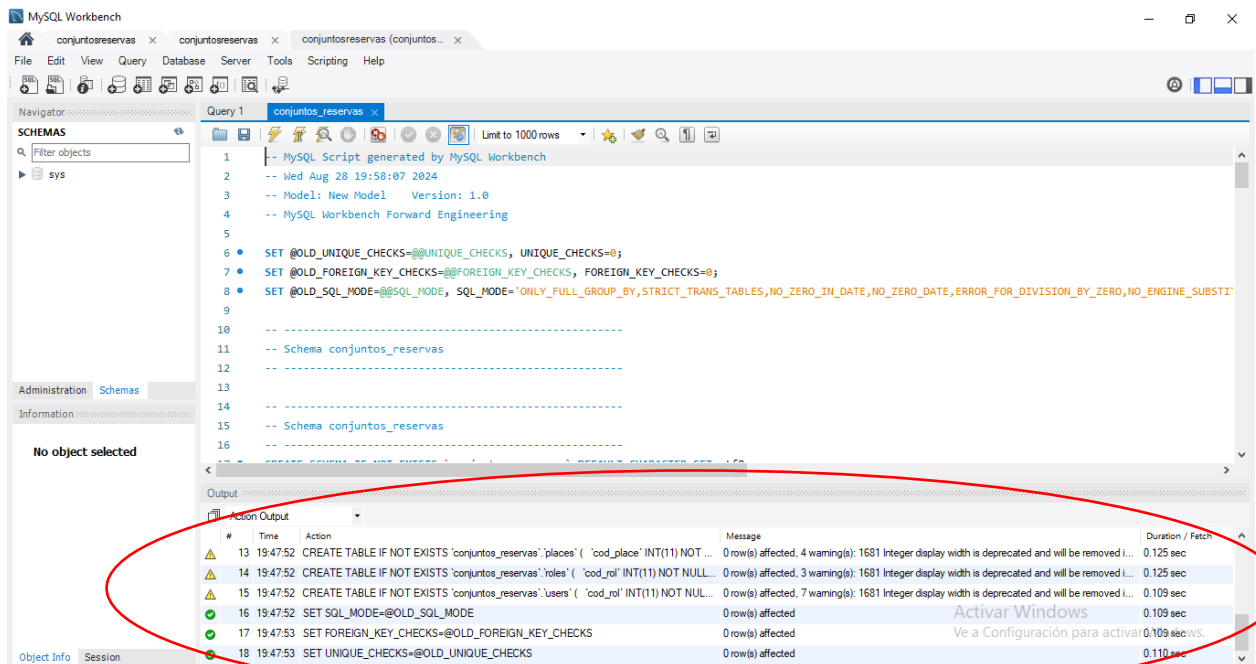 MySQL Workbench
conjuntosreservas × conjuntosreservas × conjuntosreservas (conjuntos... ×
File Edit View Query Database Server Tools Scripting Help
Navigator
Query 1 conjuntos_reservas ×
SCHEMAS
Limit to 1000 rows
Filter objects
sys
1 -- MySQL Script generated by MySQL Workbench
2 -- Wed Aug 28 19:58:07 2024
3 -- Model: New Model    Version: 1.0
4 -- MySQL Workbench Forward Engineering
5
6 SET @OLD_UNIQUE_CHECKS=@@UNIQUE_CHECKS, UNIQUE_CHECKS=0;
7 SET @OLD_FOREIGN_KEY_CHECKS=@@FOREIGN_KEY_CHECKS, FOREIGN_KEY_CHECKS=0;
8 SET @OLD_SQL_MODE=@@SQL_MODE, SQL_MODE='ONLY_FULL_GROUP_BY,STRICT_TRANS_TABLES,NO_ZERO_IN_DATE,NO_ZERO_DATE,ERROR_FOR_DIVISION_BY_ZERO,NO_ENGINE_SUBSTIT
9
10 -- -----------------------------------------------------
11 -- Schema conjuntos_reservas
12 -- -----------------------------------------------------
13
14 -- -----------------------------------------------------
15 -- Schema conjuntos_reservas
16 -- -----------------------------------------------------
Administration Schemas
Information
No object selected
Output
Action Output
# Time Action Message Duration / Fetch
13 19:47:52 CREATE TABLE IF NOT EXISTS `conjuntos_reservas`.`places` ( `cod_place` INT(11) NOT ... 0 row(s) affected, 4 warning(s): 1681 Integer display width is deprecated and will be removed i... 0.125 sec
14 19:47:52 CREATE TABLE IF NOT EXISTS `conjuntos_reservas`.`roles` ( `cod_rol` INT(11) NOT NULL... 0 row(s) affected, 3 warning(s): 1681 Integer display width is deprecated and will be removed i... 0.125 sec
15 19:47:52 CREATE TABLE IF NOT EXISTS `conjuntos_reservas`.`users` ( `cod_rol` INT(11) NOT NUL... 0 row(s) affected, 7 warning(s): 1681 Integer display width is deprecated and will be removed i... 0.109 sec
16 19:47:52 SET SQL_MODE=@OLD_SQL_MODE 0 row(s) affected 0.109 sec
17 19:47:53 SET FOREIGN_KEY_CHECKS=@OLD_FOREIGN_KEY_CHECKS 0 row(s) affected 0.109 sec
18 19:47:53 SET UNIQUE_CHECKS=@OLD_UNIQUE_CHECKS 0 row(s) affected 0.110 sec
Activar Windows
Ve a Configuración para activar
Object Info Session